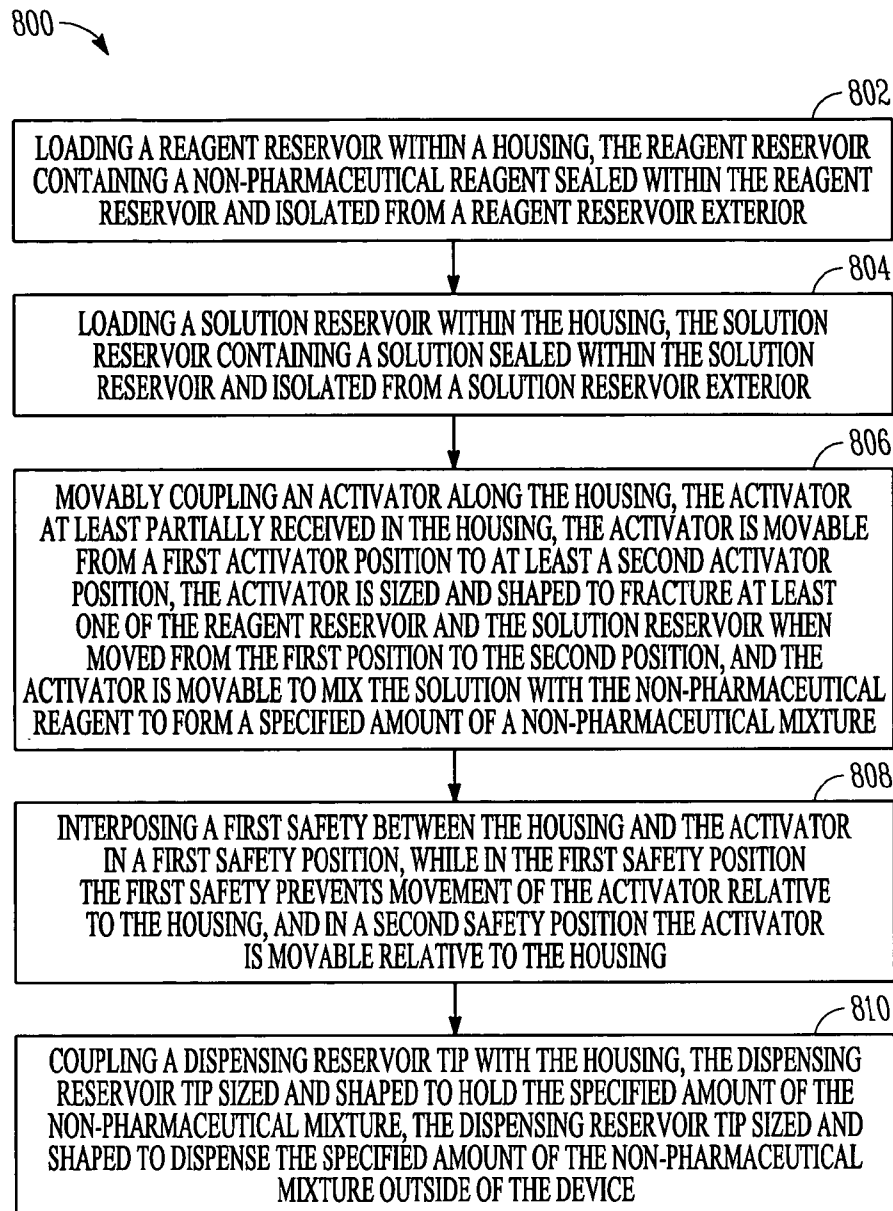 800
802
LOADING A REAGENT RESERVOIR WITHIN A HOUSING, THE REAGENT RESERVOIR
CONTAINING A NON-PHARMACEUTICAL REAGENT SEALED WITHIN THE REAGENT
RESERVOIR AND ISOLATED FROM A REAGENT RESERVOIR EXTERIOR
804
LOADING A SOLUTION RESERVOIR WITHIN THE HOUSING, THE SOLUTION
RESERVOIR CONTAINING A SOLUTION SEALED WITHIN THE SOLUTION
RESERVOIR AND ISOLATED FROM A SOLUTION RESERVOIR EXTERIOR
806
MOVABLY COUPLING AN ACTIVATOR ALONG THE HOUSING, THE ACTIVATOR
AT LEAST PARTIALLY RECEIVED IN THE HOUSING, THE ACTIVATOR IS MOVABLE
FROM A FIRST ACTIVATOR POSITION TO AT LEAST A SECOND ACTIVATOR
POSITION, THE ACTIVATOR IS SIZED AND SHAPED TO FRACTURE AT LEAST
ONE OF THE REAGENT RESERVOIR AND THE SOLUTION RESERVOIR WHEN
MOVED FROM THE FIRST POSITION TO THE SECOND POSITION, AND THE
ACTIVATOR IS MOVABLE TO MIX THE SOLUTION WITH THE NON-PHARMACEUTICAL
REAGENT TO FORM A SPECIFIED AMOUNT OF A NON-PHARMACEUTICAL MIXTURE
808
INTERPOSING A FIRST SAFETY BETWEEN THE HOUSING AND THE ACTIVATOR
IN A FIRST SAFETY POSITION, WHILE IN THE FIRST SAFETY POSITION
THE FIRST SAFETY PREVENTS MOVEMENT OF THE ACTIVATOR RELATIVE
TO THE HOUSING, AND IN A SECOND SAFETY POSITION THE ACTIVATOR
IS MOVABLE RELATIVE TO THE HOUSING
810
COUPLING A DISPENSING RESERVOIR TIP WITH THE HOUSING, THE DISPENSING
RESERVOIR TIP SIZED AND SHAPED TO HOLD THE SPECIFIED AMOUNT OF THE
NON-PHARMACEUTICAL MIXTURE, THE DISPENSING RESERVOIR TIP SIZED AND
SHAPED TO DISPENSE THE SPECIFIED AMOUNT OF THE NON-PHARMACEUTICAL
MIXTURE OUTSIDE OF THE DEVICE